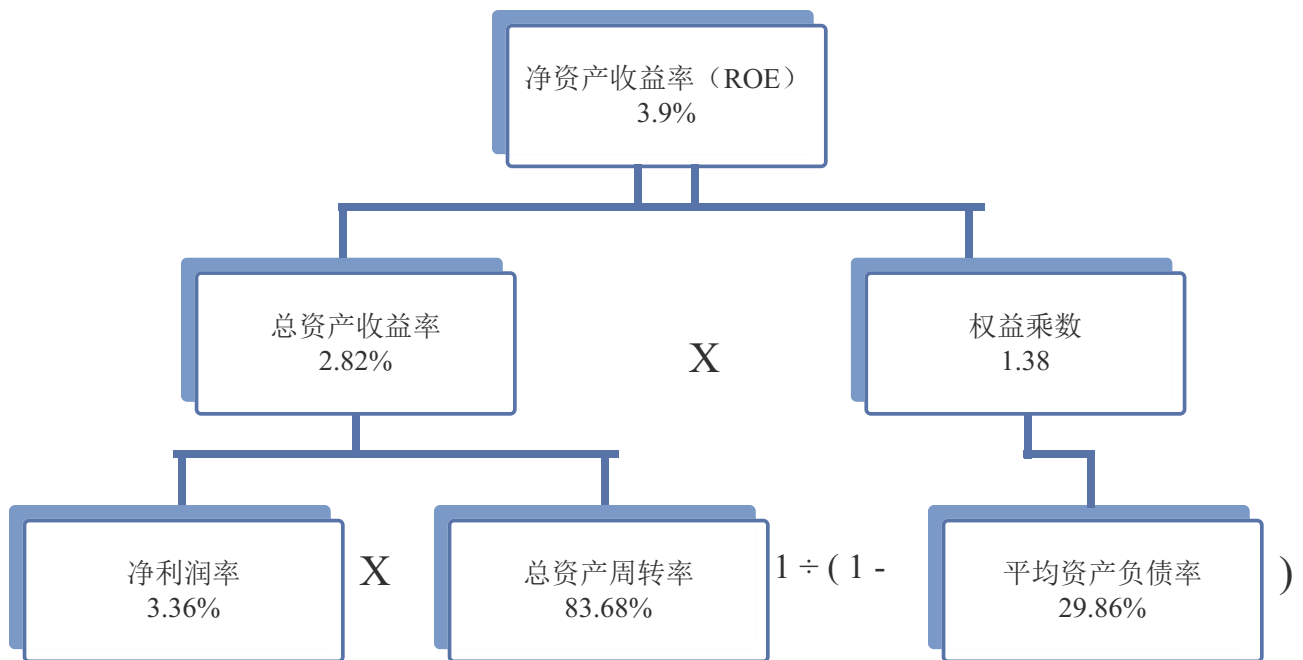 净资产收益率（ROE）
3.9%
总资产收益率
2.82%
X
权益乘数
1.38
净利润率
3.36%
X
总资产周转率
83.68%
1 ÷ ( 1 -
平均资产负债率
29.86%
)